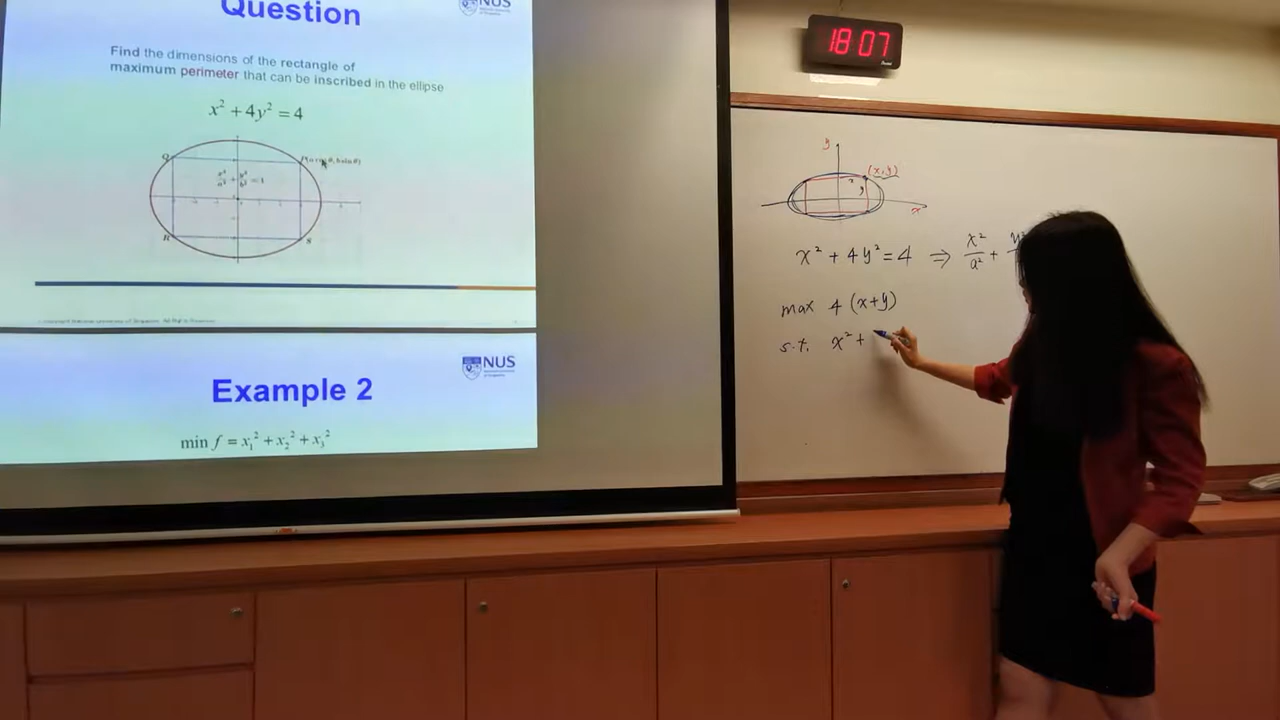 Question
NUS
Find the dimensions of the rectangle of
maximum perimeter that can be inscribed in the ellipse
x² + 4y² = 4
Q
R
S
Example 2
NUS
min f = x₁² + x₂² + x₃²
18 07
y
(x,y)
x
y
x
x² + 4y² = 4 ⇒ x²/a² +
max 4 (x+y)
s.t. x² +